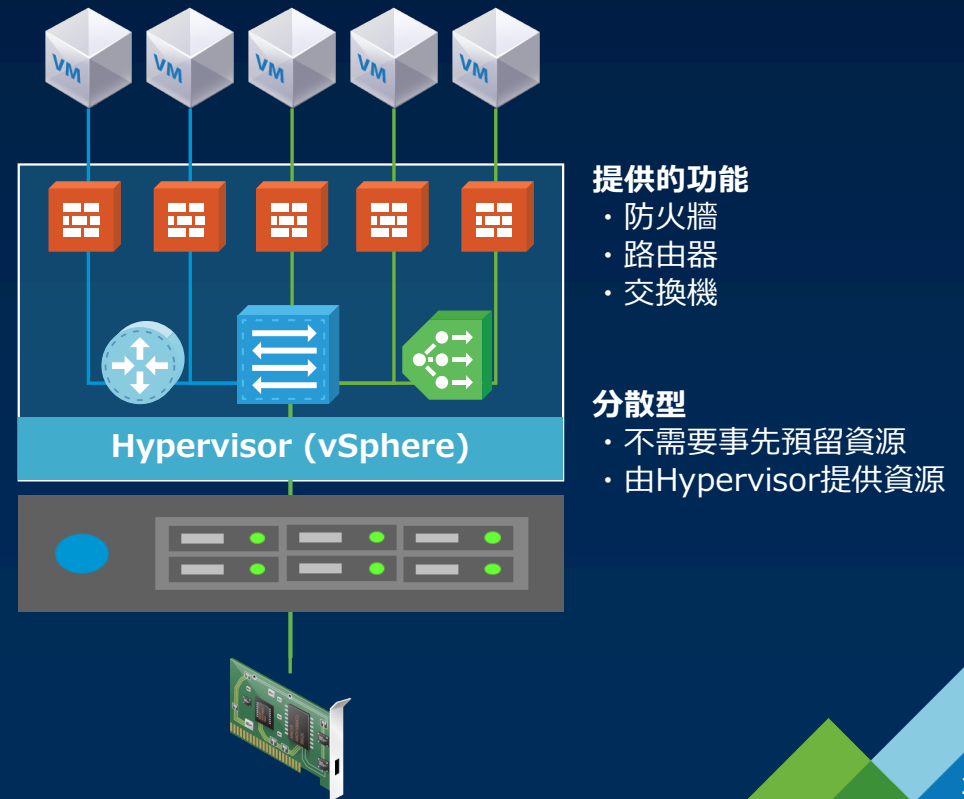 VM
VM
VM
VM
VM
提供的功能
・防火牆
・路由器
・交換機
分散型
・不需要事先預留資源
・由Hypervisor提供資源
Hypervisor (vSphere)